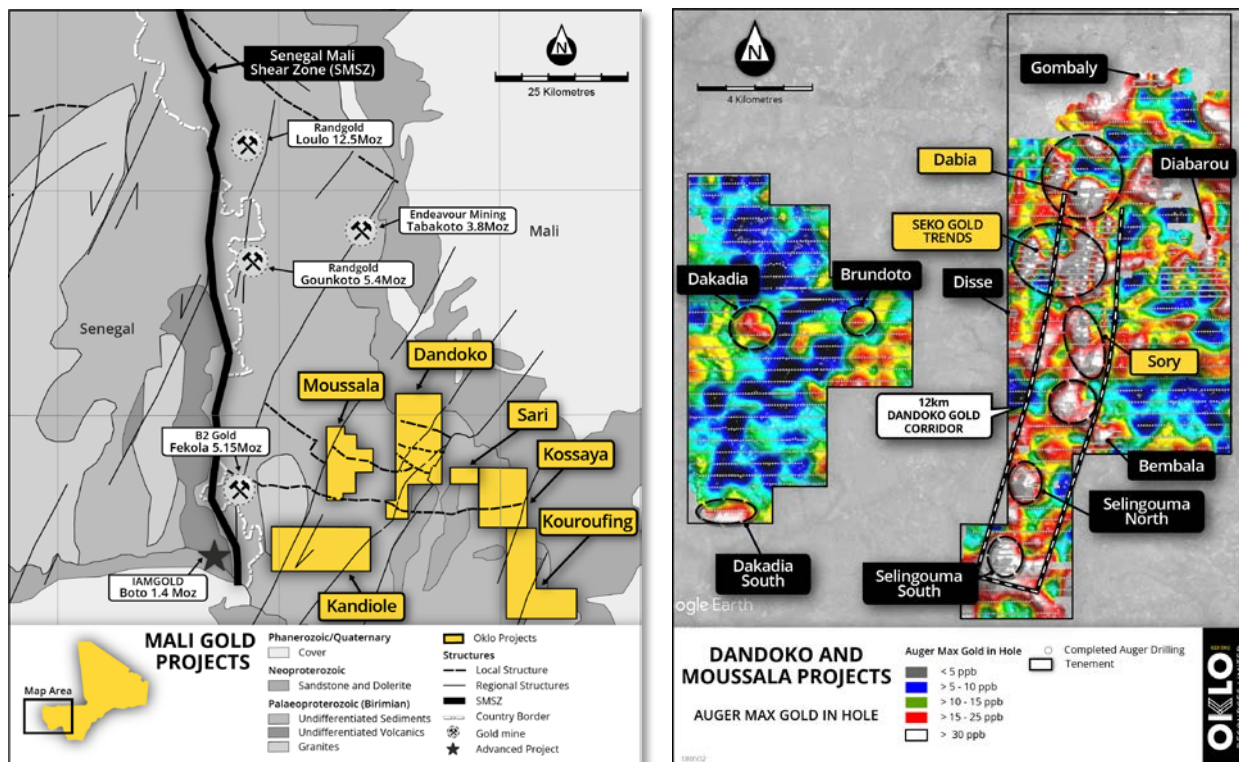 Senegal Mali
Shear Zone (SMSZ)
N
25 Kilometres
Randgold
Loulo 12.5Moz
Endeavour Mining
Tabakoto 3.8Moz
Mali
Randgold
Gounkoto 5.4Moz
Senegal
Dandoko
Moussala
Sari
B2 Gold
Fekola 5.15Moz
Kossaya
Kouroufing
IAMGOLD
Boto 1.4 Moz
Kandiole
MALI GOLD
PROJECTS
Map Area
Phanerozoic/Quaternary
Cover
Neoproterozoic
Sandstone and Dolerite
Palaeoproterozoic (Birimian)
Undifferentiated Sediments
Undifferentiated Volcanics
Granites
Oklo Projects
Structures
Local Structure
Regional Structures
SMSZ
Country Border
Gold mine
Advanced Project
N
4 Kilometres
Gombaly
Dabia
Diabarou
SEKO GOLD
TRENDS
Dakadia
Brundoto
Disse
Sory
12km
DANDOKO GOLD
CORRIDOR
Bembala
Selingouma
North
Dakadia
South
Selingouma
South
ogle Earth
DANDOKO AND
MOUSSALA PROJECTS
AUGER MAX GOLD IN HOLE
Auger Max Gold in Hole
< 5 ppb
> 5 - 10 ppb
> 10 - 15 ppb
> 15 - 25 ppb
> 30 ppb
Completed Auger Drilling
Tenement
OKLO